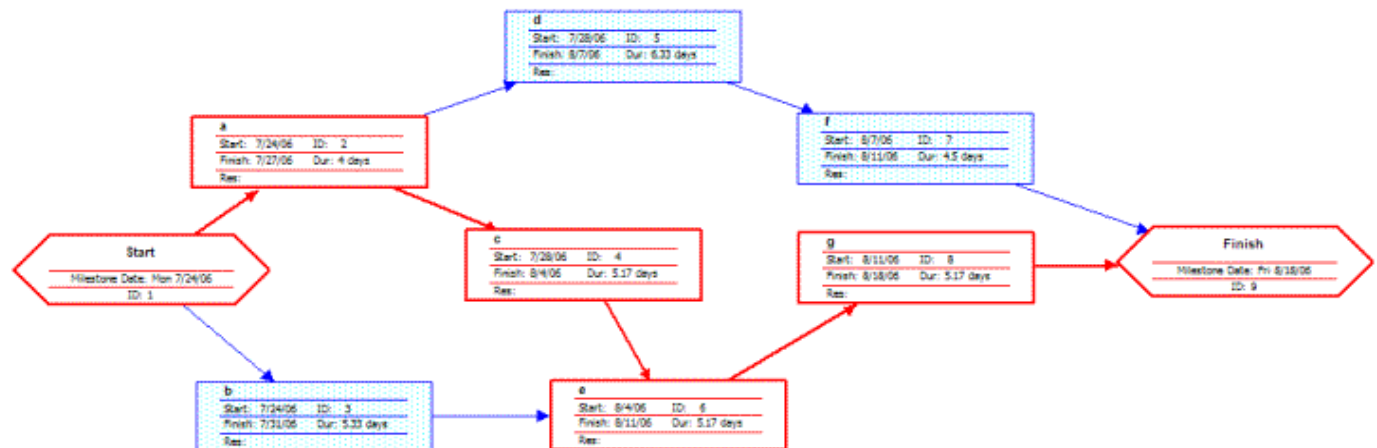 d
Start: 7/28/06 ID: 5
Finish: 8/7/06 Dur: 6.33 days
Res:
a
Start: 7/24/06 ID: 2
Finish: 7/27/06 Dur: 4 days
Res:
f
Start: 8/7/06 ID: 7
Finish: 8/11/06 Dur: 4.5 days
Res:
Start
Milestone Date: Mon 7/24/06
ID: 1
c
Start: 7/28/06 ID: 4
Finish: 8/4/06 Dur: 5.17 days
Res:
g
Start: 8/11/06 ID: 8
Finish: 8/18/06 Dur: 5.17 days
Res:
Finish
Milestone Date: Fri 8/18/06
ID: 9
b
Start: 7/24/06 ID: 3
Finish: 7/31/06 Dur: 5.33 days
Res:
e
Start: 8/4/06 ID: 6
Finish: 8/11/06 Dur: 5.17 days
Res: